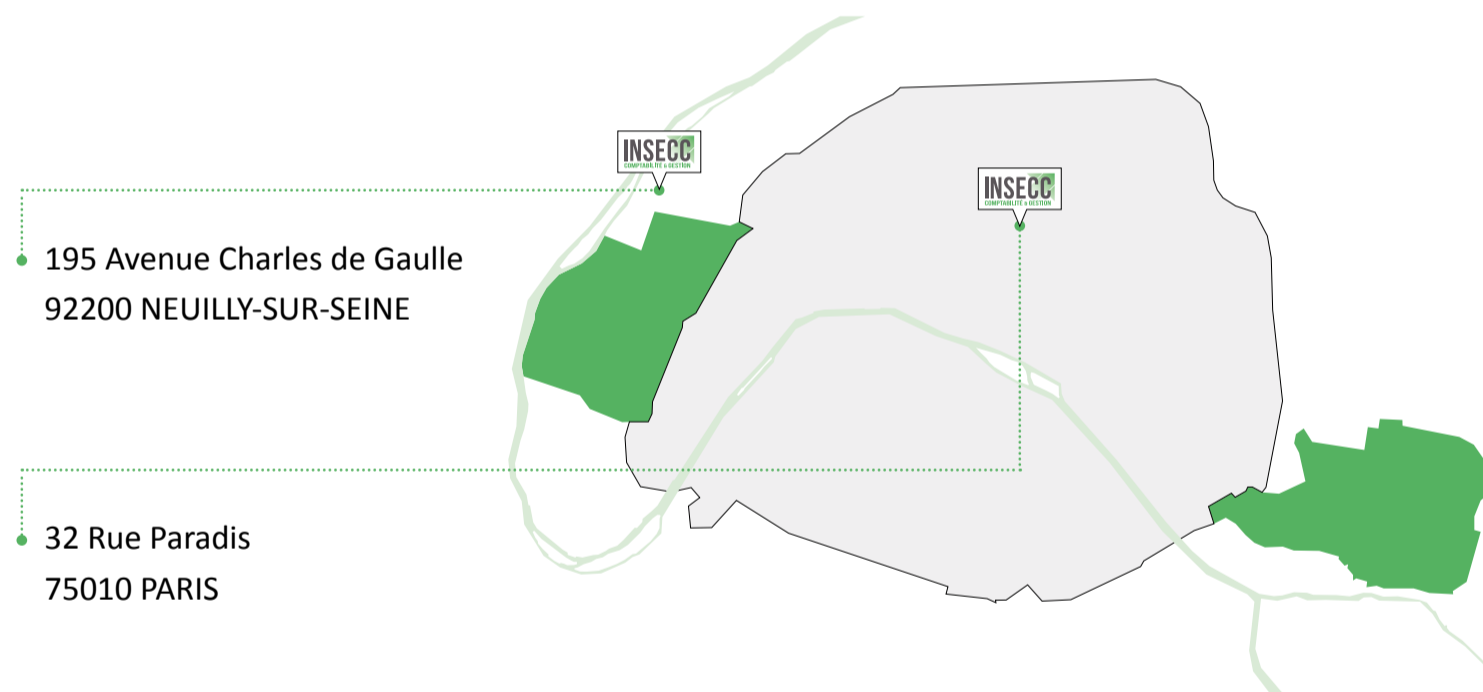 INSECC
COMPTABILITÉ & GESTION
INSECC
COMPTABILITÉ & GESTION
195 Avenue Charles de Gaulle
92200 NEUILLY-SUR-SEINE
32 Rue Paradis
75010 PARIS